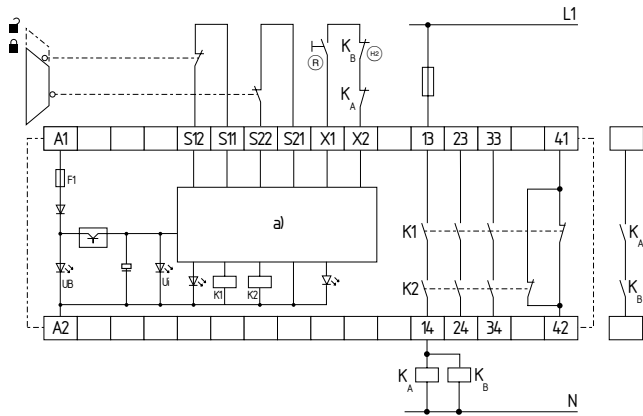 L1
R
K B
H2
K A
A1 S12 S11 S22 S21 X1 X2 13 23 33 41
F1
a)
K1
K A
UB Ui K1 K2 K2
K B
A2 14 24 34 42
K A K B
N